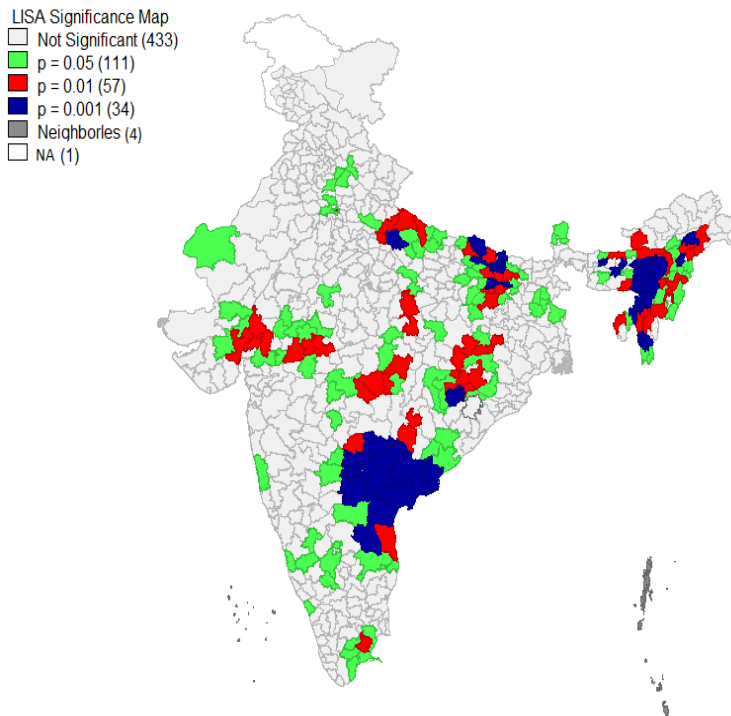 LISA Significance Map
Not Significant (433)
p = 0.05 (111)
p = 0.01 (57)
p = 0.001 (34)
Neighborles (4)
NA (1)